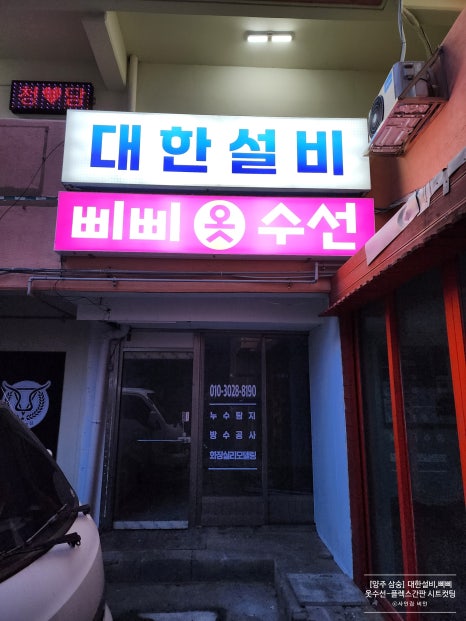 청♥담
대한설비
삐삐 옷 수선
010-3028-8190
누수탐지
방수공사
화장실리모델링
[양주 삼숭] 대한설비,삐삐
옷수선-플렉스간판 시트컷팅